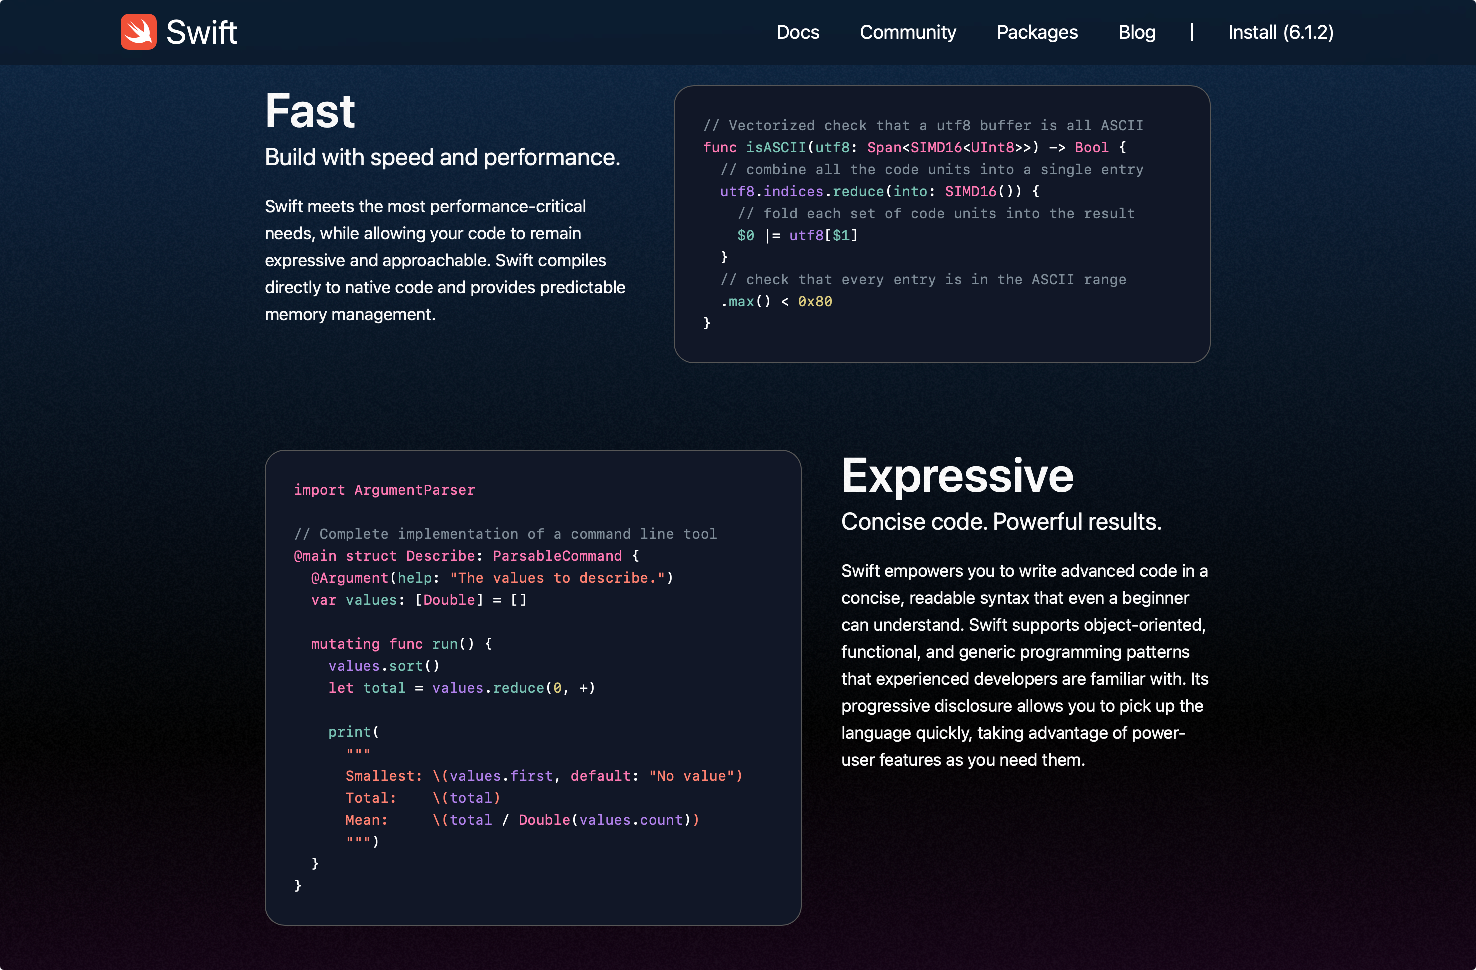 Swift
Docs
Community
Packages
Blog
|
Install (6.1.2)
Fast
Build with speed and performance.
Swift meets the most performance-critical
needs, while allowing your code to remain
expressive and approachable. Swift compiles
directly to native code and provides predictable
memory management.
// Vectorized check that a utf8 buffer is all ASCII
func isASCII(utf8: Span<SIMD16<UInt8>>) -> Bool {
  // combine all the code units into a single entry
  utf8.indices.reduce(into: SIMD16()) {
    // fold each set of code units into the result
    $0 |= utf8[$1]
  }
  // check that every entry is in the ASCII range
  .max() < 0x80
}
import ArgumentParser
// Complete implementation of a command line tool
@main struct Describe: ParsableCommand {
  @Argument(help: "The values to describe.")
  var values: [Double] = []
  mutating func run() {
    values.sort()
    let total = values.reduce(0, +)
    print(
      """
      Smallest: \(values.first, default: "No value")
      Total:    \(total)
      Mean:     \(total / Double(values.count))
      """)
  }
}
Expressive
Concise code. Powerful results.
Swift empowers you to write advanced code in a
concise, readable syntax that even a beginner
can understand. Swift supports object-oriented,
functional, and generic programming patterns
that experienced developers are familiar with. Its
progressive disclosure allows you to pick up the
language quickly, taking advantage of power-
user features as you need them.